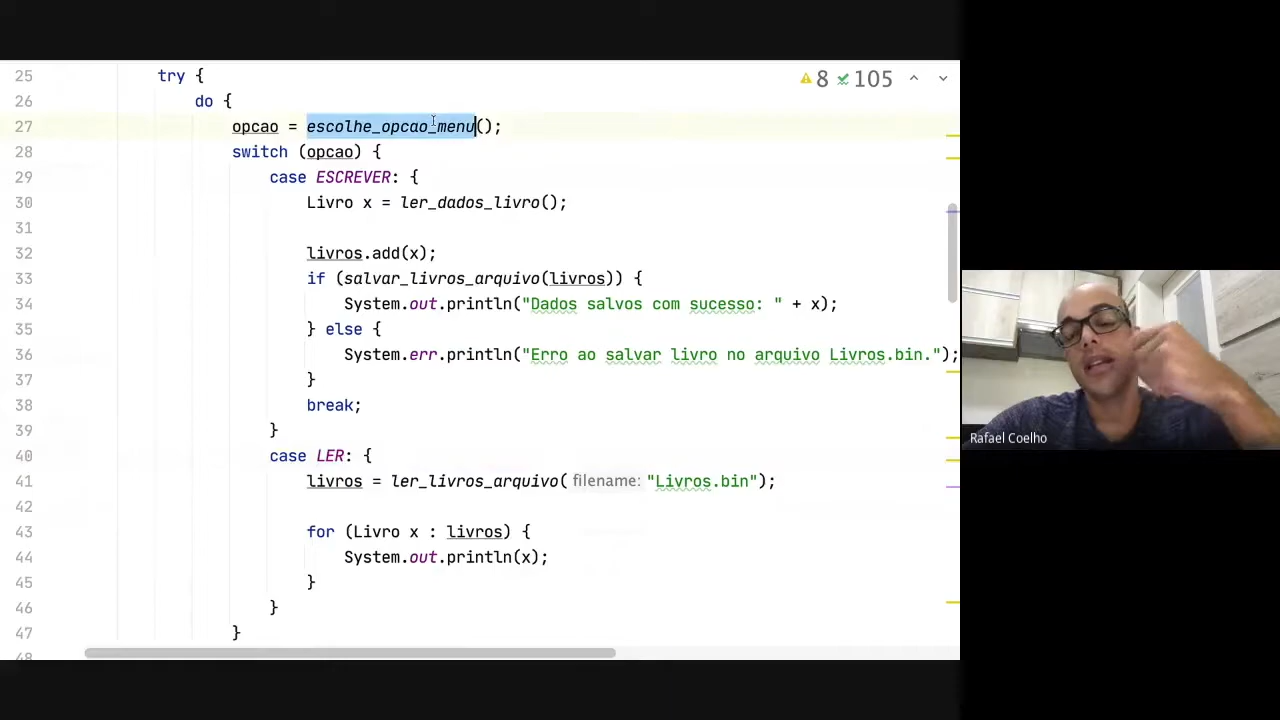 8 105
25 try {
26 do {
27 opcao = escolhe_opcao_menu();
28 switch (opcao) {
29 case ESCREVER: {
30 Livro x = ler_dados_livro();
31
32 livros.add(x);
33 if (salvar_livros_arquivo(livros)) {
34 System.out.println("Dados salvos com sucesso: " + x);
35 } else {
36 System.err.println("Erro ao salvar livro no arquivo Livros.bin.");
37 }
38 break;
39 }
40 case LER: {
41 livros = ler_livros_arquivo( filename: "Livros.bin");
42
43 for (Livro x : livros) {
44 System.out.println(x);
45 }
46 }
47 }
48
Rafael Coelho